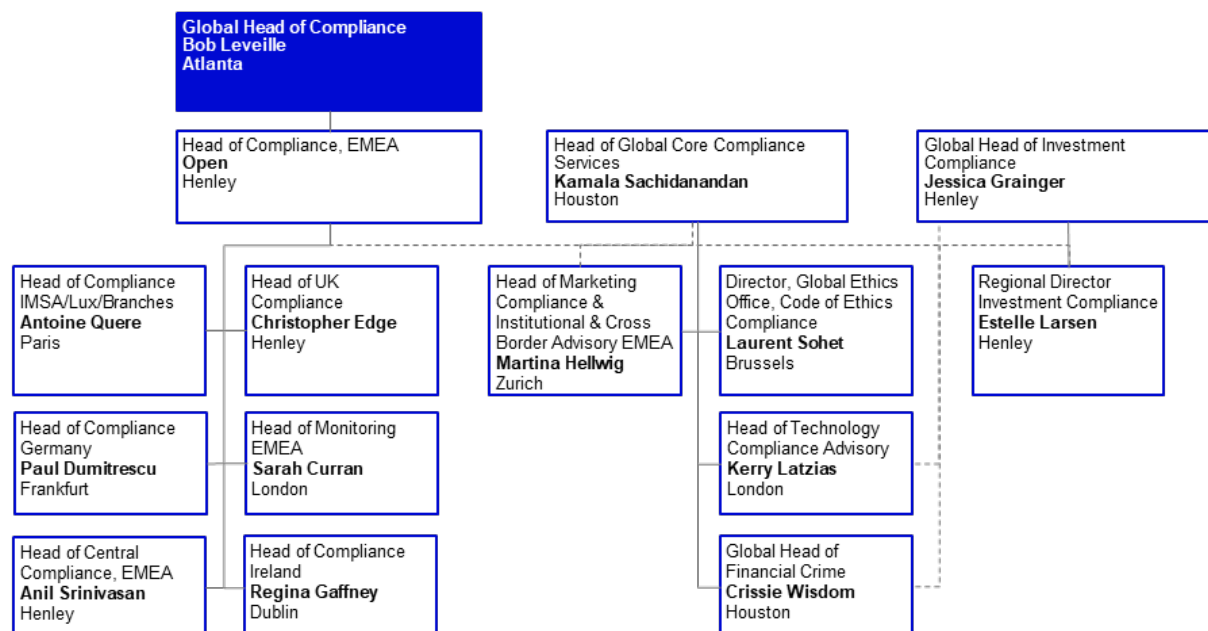 Global Head of Compliance
Bob Leveille
Atlanta
Head of Compliance, EMEA
Open
Henley
Head of Global Core Compliance
Services
Kamala Sachidanandan
Houston
Global Head of Investment
Compliance
Jessica Grainger
Henley
Head of Compliance
IMSA/Lux/Branches
Antoine Quere
Paris
Head of UK
Compliance
Christopher Edge
Henley
Head of Marketing
Compliance &
Institutional & Cross
Border Advisory EMEA
Martina Hellwig
Zurich
Director, Global Ethics
Office, Code of Ethics
Compliance
Laurent Sohet
Brussels
Regional Director
Investment Compliance
Estelle Larsen
Henley
Head of Compliance
Germany
Paul Dumitrescu
Frankfurt
Head of Monitoring
EMEA
Sarah Curran
London
Head of Technology
Compliance Advisory
Kerry Latzias
London
Head of Central
Compliance, EMEA
Anil Srinivasan
Henley
Head of Compliance
Ireland
Regina Gaffney
Dublin
Global Head of
Financial Crime
Crissie Wisdom
Houston